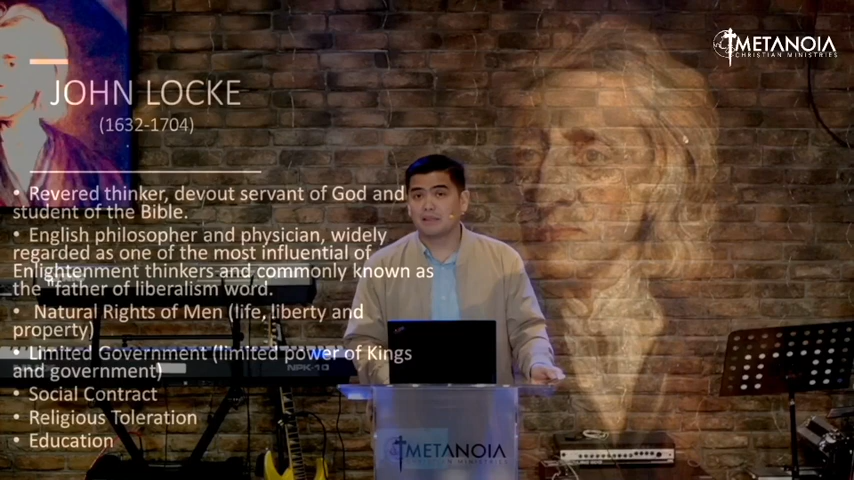 METANOIA
CHRISTIAN MINISTRIES
JOHN LOCKE
(1632-1704)
• Revered thinker, devout servant of God and
student of the Bible.
• English philosopher and physician, widely
regarded as one of the most influential of
Enlightenment thinkers and commonly known as
the "father of liberalism word.
• Natural Rights of Men (life, liberty and
property)
• Limited Government (limited power of Kings
and government)
• Social Contract
• Religious Toleration
• Education
METANOIA
CHRISTIAN MINISTRIES